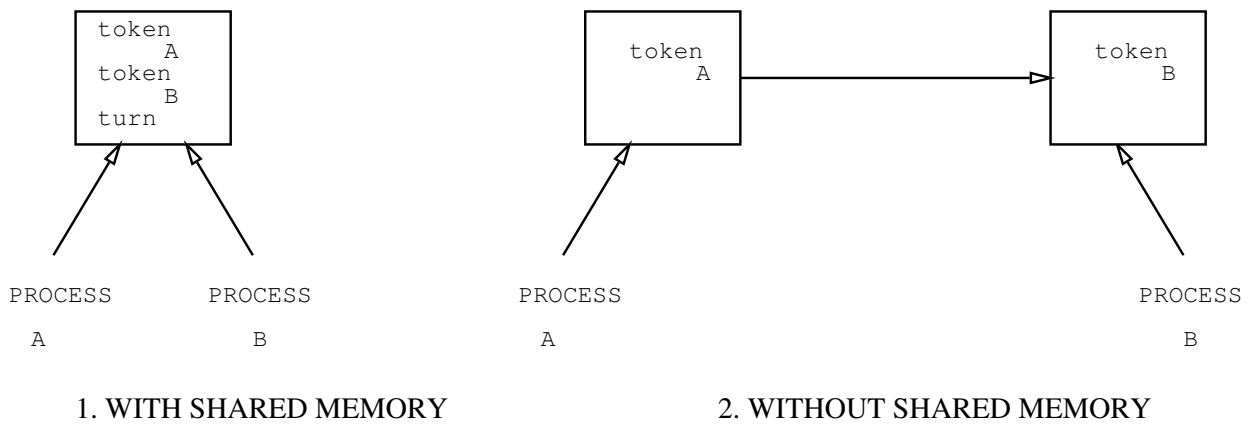 token
A
token
B
turn
PROCESS
A
PROCESS
B
1. WITH SHARED MEMORY
token
A
token
B
PROCESS
A
PROCESS
B
2. WITHOUT SHARED MEMORY